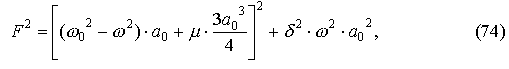 F² = [(ω₀² − ω²)·a₀ + μ·3a₀³/4]² + δ²·ω²·a₀², (74)